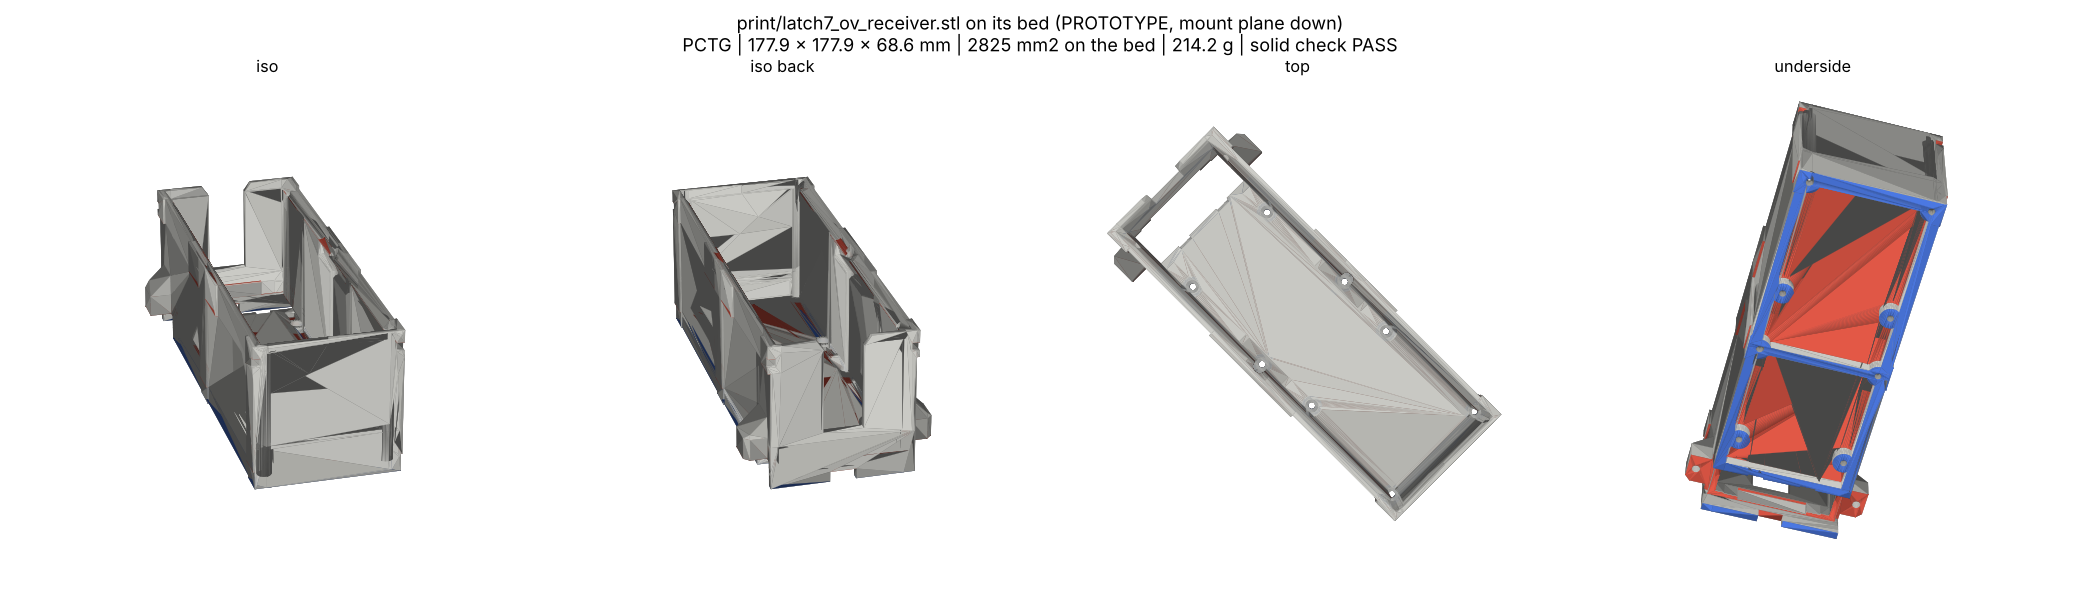 print/latch7_ov_receiver.stl on its bed (PROTOTYPE, mount plane down)
PCTG | 177.9 × 177.9 × 68.6 mm | 2825 mm2 on the bed | 214.2 g | solid check PASS
iso
iso back
top
underside